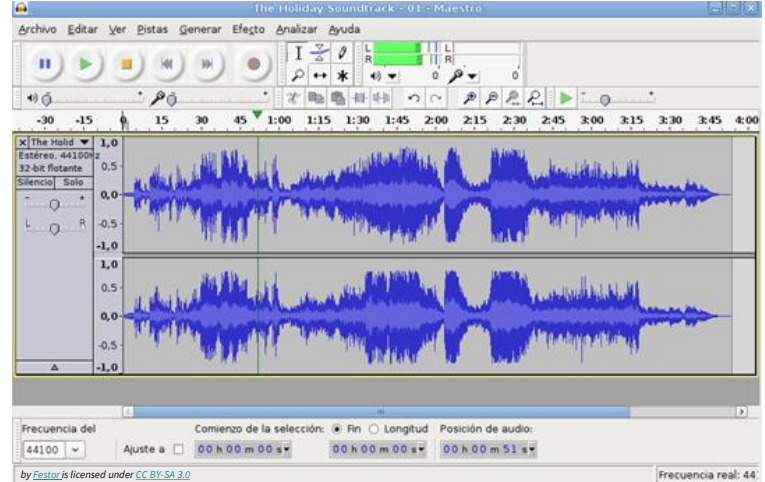 The Holiday Soundtrack - 01 - Maestro
Archivo Editar Ver Pistas Generar Efecto Analizar Ayuda
L
R
L
R
0
0
-30 -15 0 15 30 45 1:00 1:15 1:30 1:45 2:00 2:15 2:30 2:45 3:00 3:15 3:30 3:45 4:00
The Holid
Estéreo, 44100Hz
32-bit flotante
Silencio Solo
- +
L R
1,0
0,5
0,0
-0,5
-1,0
1,0
0,5
0,0
-0,5
-1,0
Frecuencia del Comienzo de la selección: Fin Longitud Posición de audio:
44100 Ajuste a 00 h 00 m 00 s 00 h 00 m 00 s 00 h 00 m 51 s
by Festor is licensed under CC BY-SA 3.0 Frecuencia real: 44